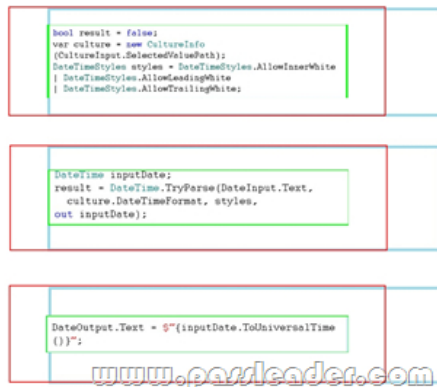 bool result = false;
var culture = new CultureInfo
(CultureInput.SelectedValuePath);
DateTimeStyles styles = DateTimeStyles.AllowInnerWhite
| DateTimeStyles.AllowLeadingWhite
| DateTimeStyles.AllowTrailingWhite;
DateTime inputDate;
result = DateTime.TryParse(DateInput.Text,
culture.DateTimeFormat, styles,
out inputDate);
DateOutput.Text = $"{inputDate.ToUniversalTime
()}";
www.passleader.com